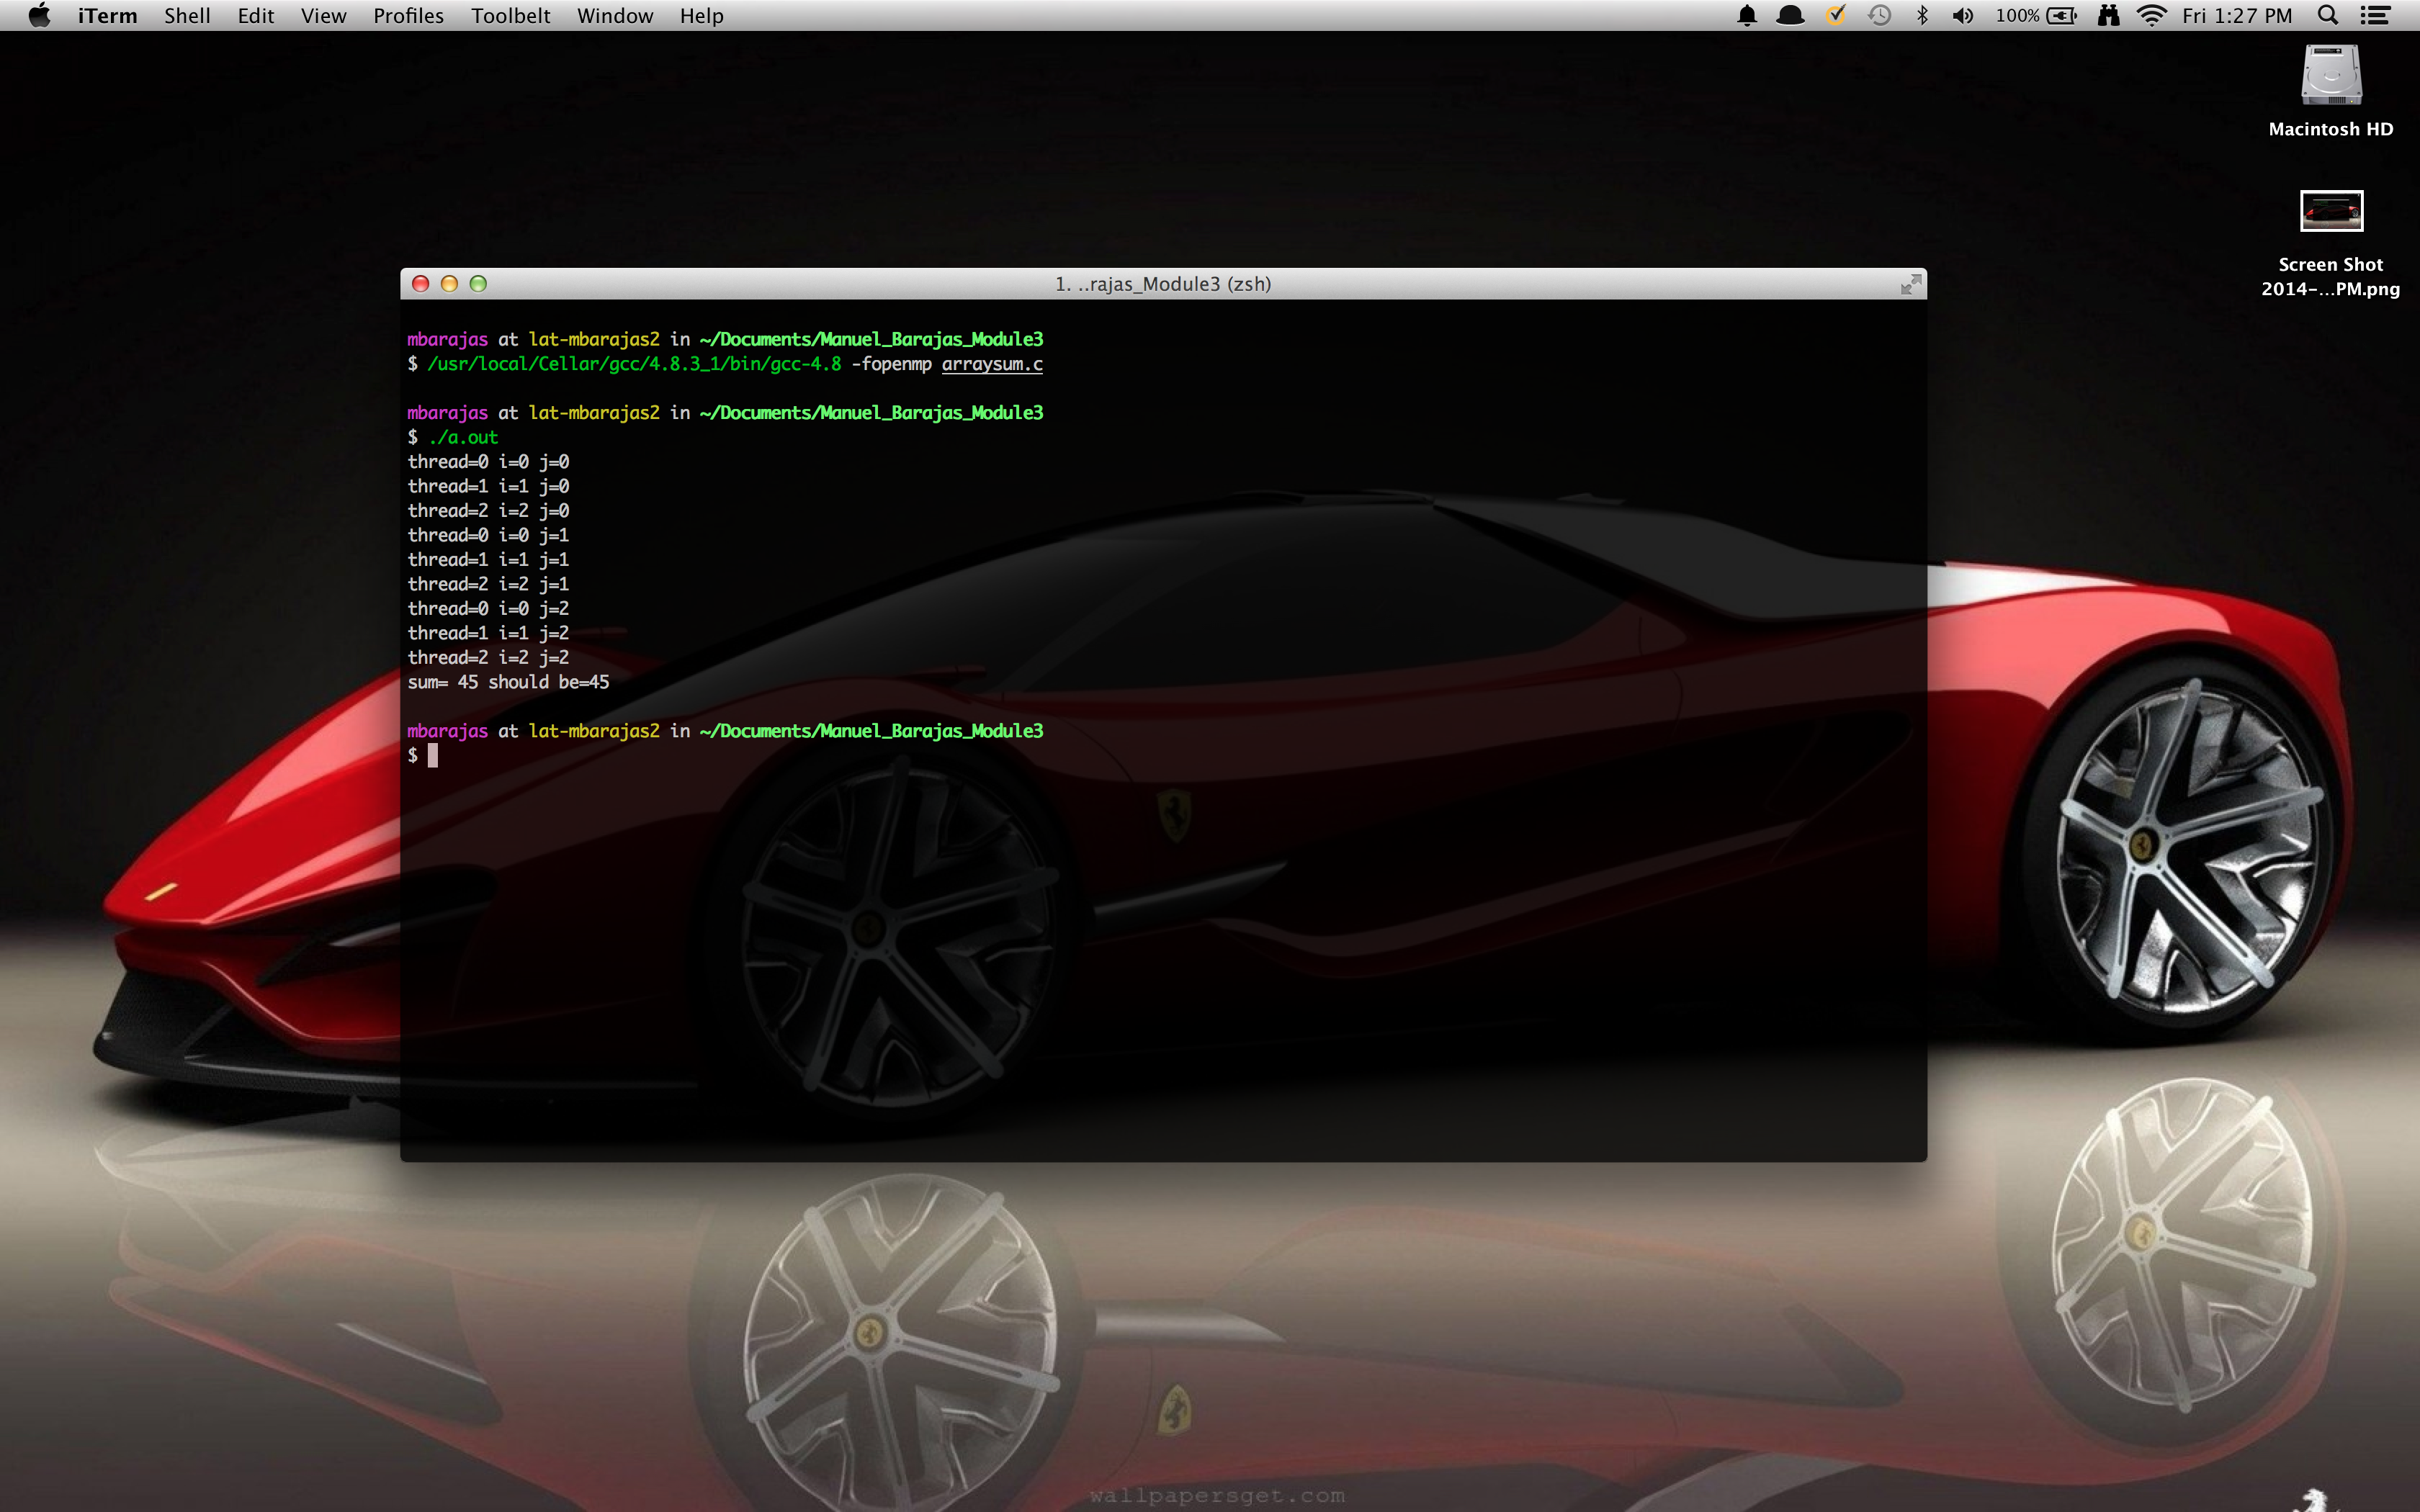 iTerm Shell Edit View Profiles Toolbelt Window Help 100% Fri 1:27 PM
Macintosh HD
Screen Shot
2014-...PM.png
1. ..rajas_Module3 (zsh)
mbarajas at lat-mbarajas2 in ~/Documents/Manuel_Barajas_Module3
$ /usr/local/Cellar/gcc/4.8.3_1/bin/gcc-4.8 -fopenmp arraysum.c
mbarajas at lat-mbarajas2 in ~/Documents/Manuel_Barajas_Module3
$ ./a.out
thread=0 i=0 j=0
thread=1 i=1 j=0
thread=2 i=2 j=0
thread=0 i=0 j=1
thread=1 i=1 j=1
thread=2 i=2 j=1
thread=0 i=0 j=2
thread=1 i=1 j=2
thread=2 i=2 j=2
sum= 45 should be=45
mbarajas at lat-mbarajas2 in ~/Documents/Manuel_Barajas_Module3
$
wallpapersget.com